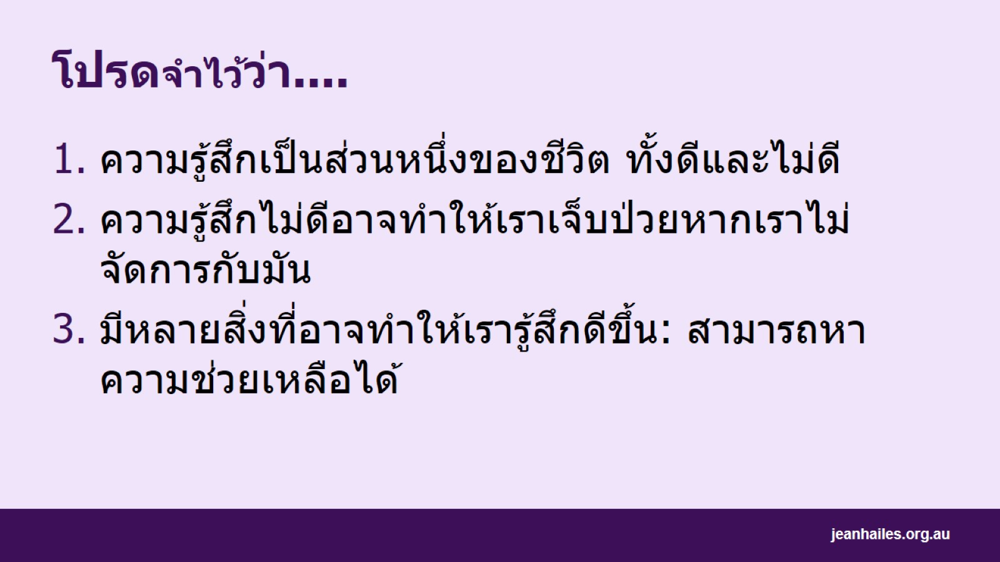 โปรดจำไว้ว่า....
1. ความรู้สึกเป็นส่วนหนึ่งของชีวิต ทั้งดีและไม่ดี
2. ความรู้สึกไม่ดีอาจทำให้เราเจ็บป่วยหากเราไม่
จัดการกับมัน
3. มีหลายสิ่งที่อาจทำให้เรารู้สึกดีขึ้น: สามารถหา
ความช่วยเหลือได้
jeanhailes.org.au